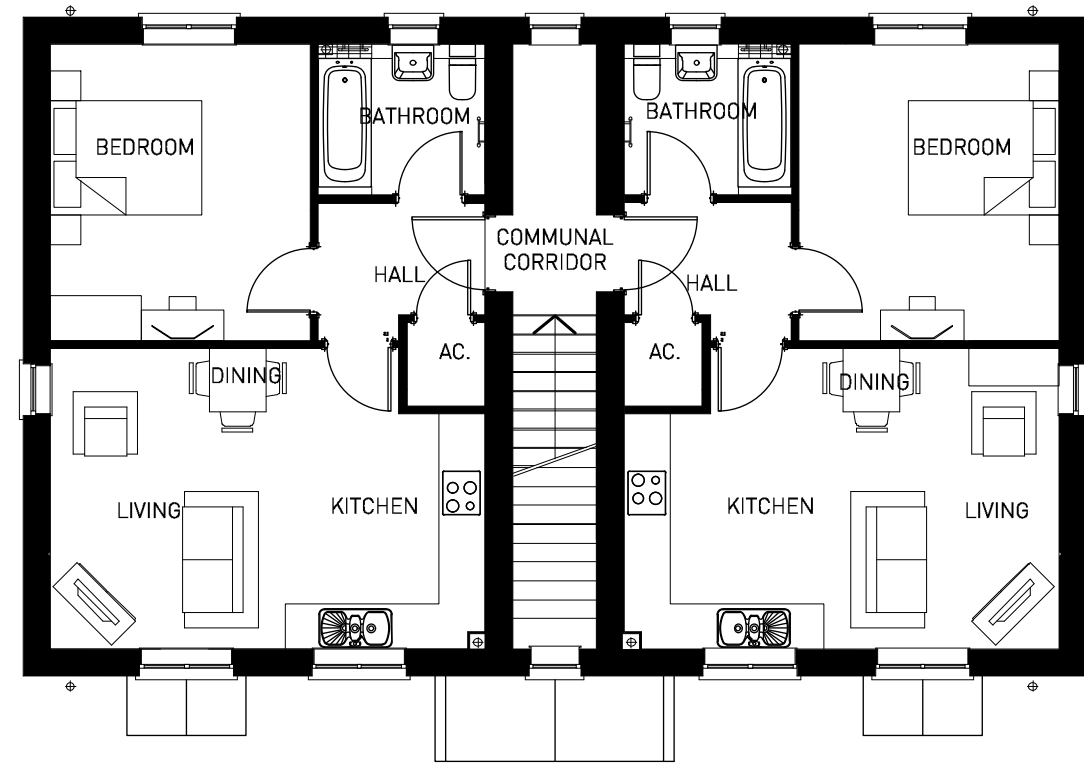 BATHROOM
BATHROOM
BEDROOM
BEDROOM
COMMUNAL
CORRIDOR
HALL
HALL
AC.
AC.
DINING
DINING
LIVING
KITCHEN
KITCHEN
LIVING